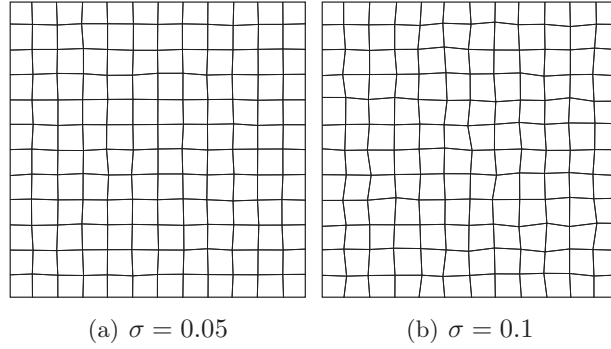 (a) σ = 0.05
(b) σ = 0.1